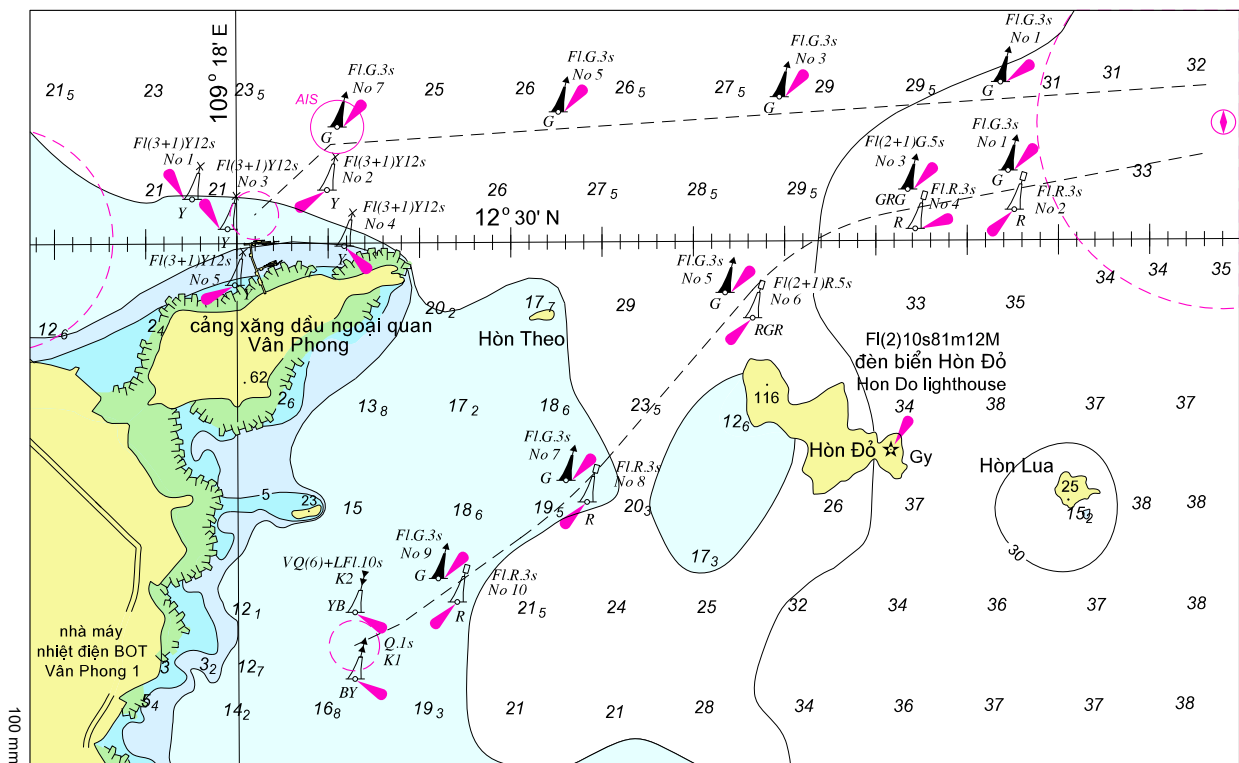 Fl.G.3s
No 1
Fl.G.3s
No 3
Fl.G.3s
No 5
Fl.G.3s
No 7
109° 18' E
21₅
23
23₅
25
26
26₅
27₅
29
31
31
32
AIS
G
G
G
G
Fl(3+1)Y12s
No 1
Fl(3+1)Y12s
No 3
Fl(3+1)Y12s
No 2
Fl(2+1)G.5s
No 3
Fl.G.3s
No 1
21
21
26
27₅
28₅
29₅
33
Y
Y
Y
GRG
G
Fl.R.3s
No 4
Fl.R.3s
No 2
R
R
Fl(3+1)Y12s
No 4
12° 30' N
Y
Fl(3+1)Y12s
No 5
Y
Fl.G.3s
No 5
G
Fl(2+1)R.5s
No 6
RGR
34
34
35
12₆
2₄
20₂
17₇
29
33
35
cảng xăng dầu ngoại quan
Vân Phong
Hòn Theo
Fl(2)10s81m12M
đèn biển Hòn Đỏ
Hon Do lighthouse
62
2₆
13₈
17₂
18₆
23₅
12₆
116
34
38
37
37
Hòn Đỏ
Gy
Hòn Lua
Fl.G.3s
No 7
G
Fl.R.3s
No 8
R
5
23
15
18₆
19₅
20₃
26
37
25
15₂
38
38
30
17₃
Fl.G.3s
No 9
G
Fl.R.3s
No 10
R
VQ(6)+LFl.10s
K2
YB
12₁
21₅
24
25
32
34
36
37
38
nhà máy
nhiệt điện BOT
Vân Phong 1
3
3₂
12₇
Q.1s
K1
BY
5₄
14₂
16₈
19₃
21
21
28
34
36
37
37
38
100 mm